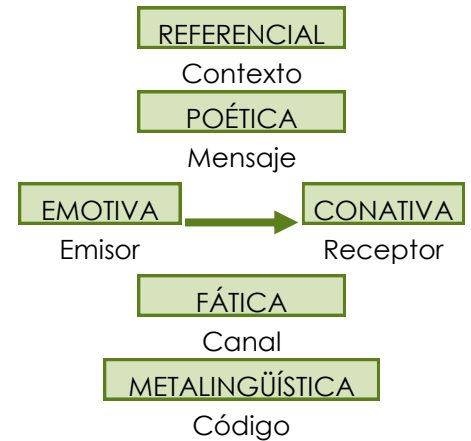 REFERENCIAL
Contexto
POÉTICA
Mensaje
EMOTIVA CONATIVA
Emisor Receptor
FÁTICA
Canal
METALINGÜÍSTICA
Código